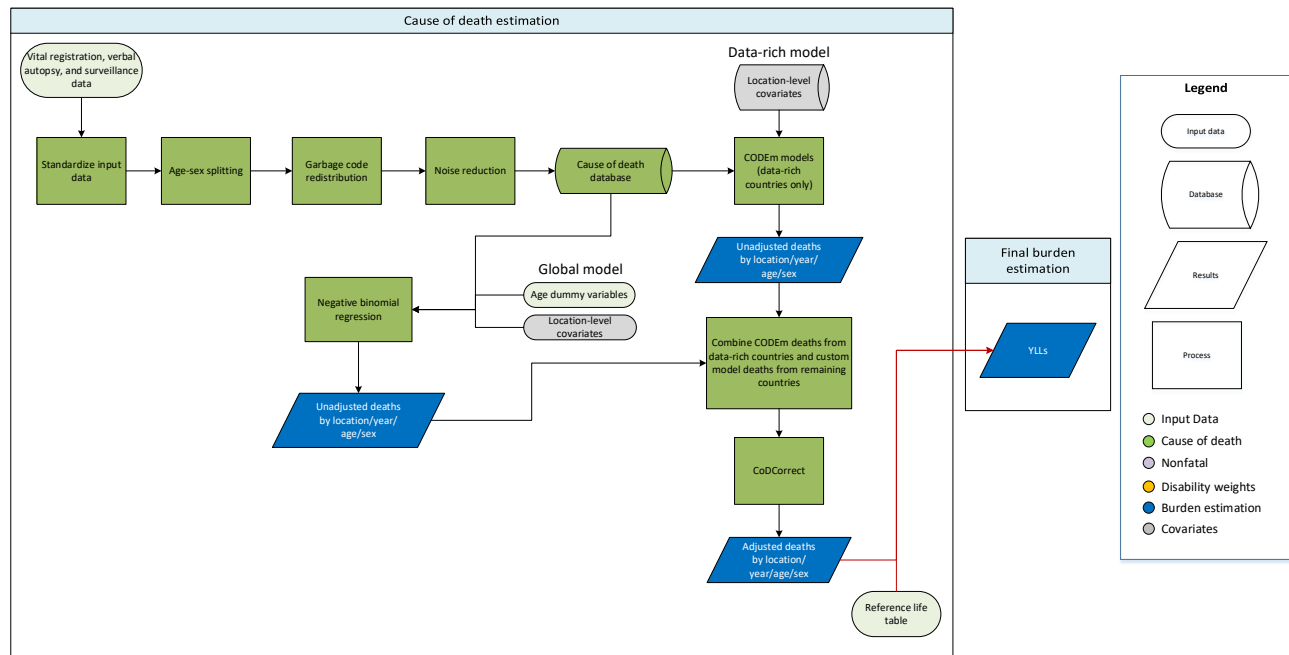 Cause of death estimation
Vital registration, verbal
autopsy, and surveillance
data
Data-rich model
Location-level
covariates
Standardize input
data
Age-sex splitting
Garbage code
redistribution
Noise reduction
Cause of death
database
CODEm models
(data-rich
countries only)
Unadjusted deaths
by location/year/
age/sex
Global model
Age dummy variables
Location-level
covariates
Negative binomial
regression
Unadjusted deaths
by location/year/
age/sex
Combine CODEm deaths from
data-rich countries and custom
model deaths from remaining
countries
CoDCorrect
Adjusted deaths
by location/
year/age/sex
Reference life
table
Final burden
estimation
YLLs
Legend
Input data
Database
Results
Process
Input Data
Cause of death
Nonfatal
Disability weights
Burden estimation
Covariates